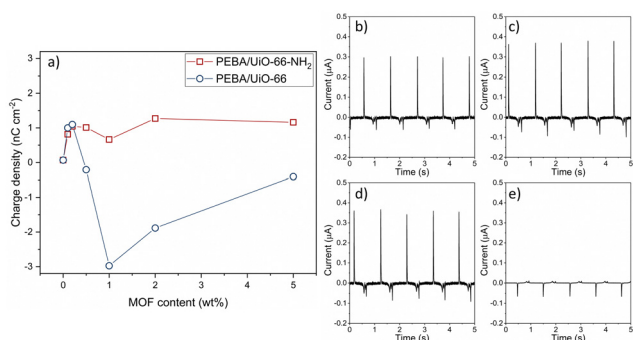 a)
PEBA/UiO-66-NH2
PEBA/UiO-66
Charge density (nC cm-2)
3
2
1
0
-1
-2
-3
0 1 2 3 4 5
MOF content (wt%)
b)
Current (µA)
0.5
0.4
0.3
0.2
0.1
0.0
-0.1
-0.2
0 1 2 3 4 5
Time (s)
c)
Current (µA)
0.5
0.4
0.3
0.2
0.1
0.0
-0.1
-0.2
0 1 2 3 4 5
Time (s)
d)
Current (µA)
0.5
0.4
0.3
0.2
0.1
0.0
-0.1
-0.2
0 1 2 3 4 5
Time (s)
e)
Current (µA)
0.5
0.4
0.3
0.2
0.1
0.0
-0.1
-0.2
-0.3
0 1 2 3 4 5
Time (s)